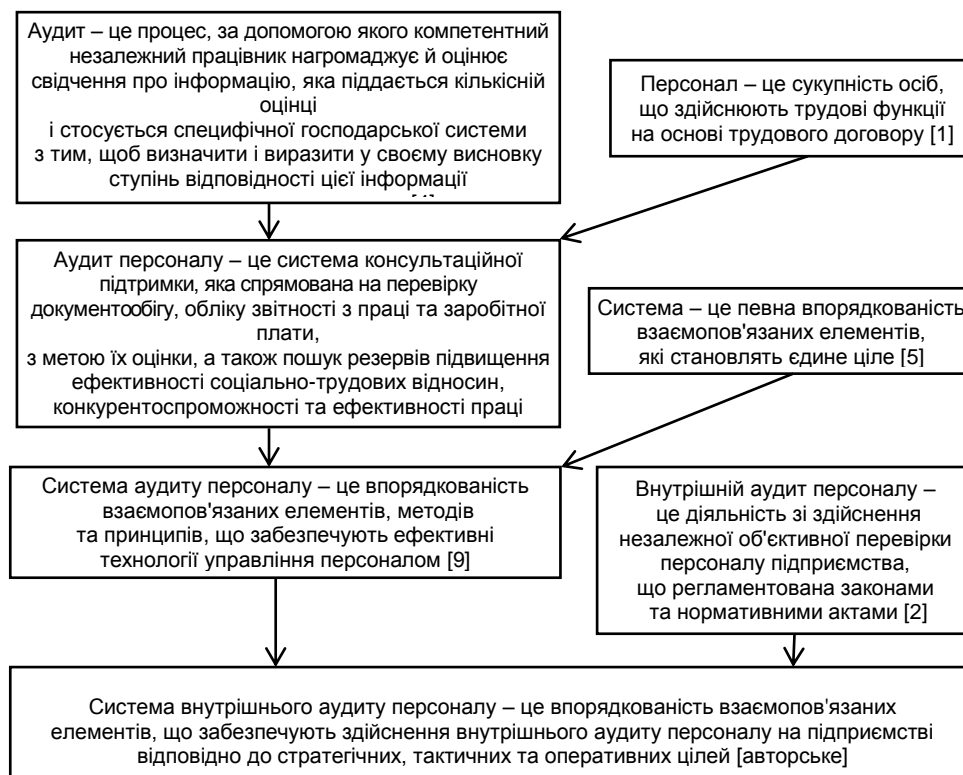 Аудит – це процес, за допомогою якого компетентний
незалежний працівник нагромаджує й оцінює
свідчення про інформацію, яка піддається кількісній
оцінці
і стосується специфічної господарської системи
з тим, щоб визначити і виразити у своєму висновку
ступінь відповідності цієї інформації
Персонал – це сукупність осіб,
що здійснюють трудові функції
на основі трудового договору [1]
Аудит персоналу – це система консультаційної
підтримки, яка спрямована на перевірку
документообігу, обліку звітності з праці та заробітної
плати,
з метою їх оцінки, а також пошук резервів підвищення
ефективності соціально-трудових відносин,
конкурентоспроможності та ефективності праці
Система – це певна впорядкованість
взаємопов'язаних елементів,
які становлять єдине ціле [5]
Система аудиту персоналу – це впорядкованість
взаємопов'язаних елементів, методів
та принципів, що забезпечують ефективні
технології управління персоналом [9]
Внутрішній аудит персоналу –
це діяльність зі здійснення
незалежної об'єктивної перевірки
персоналу підприємства,
що регламентована законами
та нормативними актами [2]
Система внутрішнього аудиту персоналу – це впорядкованість взаємопов'язаних
елементів, що забезпечують здійснення внутрішнього аудиту персоналу на підприємстві
відповідно до стратегічних, тактичних та оперативних цілей [авторське]